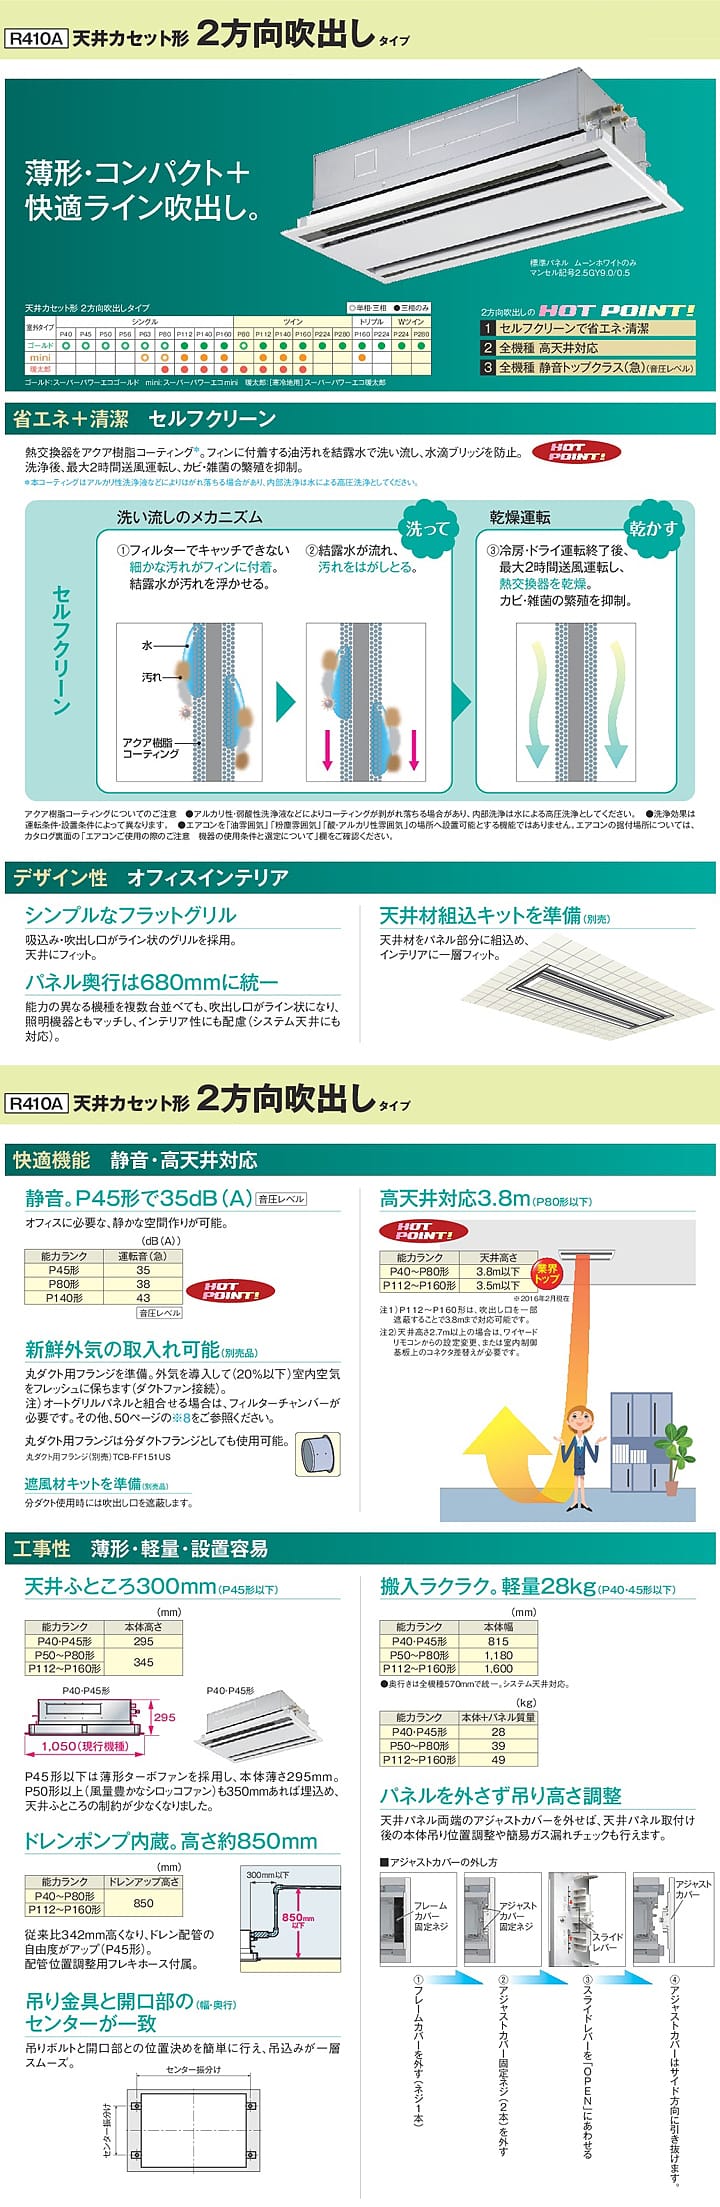 R410A 天井カセット形 2方向吹出しタイプ
薄形・コンパクト＋
快適ライン吹出し。
標準パネル ムーンホワイトのみ
マンセル記号2.5GY9.0/0.5
天井カセット形 2方向吹出しタイプ
◎単相・三相 ●三相のみ
室外タイプ シングル ツイン トリプル Wツイン
P40 P45 P50 P56 P63 P80 P112 P140 P160 P80 P112 P140 P160 P224 P280 P160 P224 P224 P280
ゴールド ◎ ◎ ◎ ◎ ◎ ◎ ● ● ● ◎ ● ● ● ● ● ● ● ● ●
mini
暖太郎
ゴールド：スーパーパワーエコゴールド mini：スーパーパワーエコmini 暖太郎：[寒冷地用]スーパーパワーエコ暖太郎
2方向吹出しの HOT POINT!
1 セルフクリーンで省エネ・清潔
2 全機種 高天井対応
3 全機種 静音トップクラス（急）（音圧レベル）
省エネ＋清潔 セルフクリーン
熱交換器をアクア樹脂コーティング*。フィンに付着する油汚れを結露水で洗い流し、水滴ブリッジを防止。
洗浄後、最大2時間送風運転し、カビ・雑菌の繁殖を抑制。
HOT POINT!
*本コーティングはアルカリ性洗浄液などによりはがれ落ちる場合があり、内部洗浄は水による高圧洗浄としてください。
セルフクリーン
洗い流しのメカニズム
洗って
①フィルターでキャッチできない
細かな汚れがフィンに付着。
結露水が汚れを浮かせる。
②結露水が流れ、
汚れをはがしとる。
水
汚れ
アクア樹脂
コーティング
乾燥運転
乾かす
③冷房・ドライ運転終了後、
最大2時間送風運転し、
熱交換器を乾燥。
カビ・雑菌の繁殖を抑制。
アクア樹脂コーティングについてのご注意 ●アルカリ性・弱酸性洗浄液などによりコーティングが剥がれ落ちる場合があり、内部洗浄は水による高圧洗浄としてください。 ●洗浄効果は
運転条件・設置条件によって異なります。 ●エアコンを「油雰囲気」「粉塵雰囲気」「酸・アルカリ性雰囲気」の場所へ設置可能とする機能ではありません。エアコンの据付場所については、
カタログ裏面の「エアコンご使用の際のご注意 機器の使用条件と選定について」欄をご確認ください。
デザイン性 オフィスインテリア
シンプルなフラットグリル
吸込み・吹出し口がライン状のグリルを採用。
天井にフィット。
パネル奥行は680mmに統一
能力の異なる機種を複数台並べても、吹出し口がライン状になり、
照明機器ともマッチし、インテリア性にも配慮（システム天井にも
対応）。
天井材組込キットを準備（別売）
天井材をパネル部分に組込め、
インテリアに一層フィット。
R410A 天井カセット形 2方向吹出しタイプ
快適機能 静音・高天井対応
静音。P45形で35dB（A） 音圧レベル
オフィスに必要な、静かな空間作りが可能。
（dB（A））
能力ランク 運転音（急）
P45形 35
P80形 38
P140形 43
音圧レベル
HOT POINT!
新鮮外気の取入れ可能（別売品）
丸ダクト用フランジを準備。外気を導入して（20%以下）室内空気
をフレッシュに保ちます（ダクトファン接続）。
注）オートグリルパネルと組合せる場合は、フィルターチャンバーが
必要です。その他、50ページの※8をご参照ください。
丸ダクト用フランジは分ダクトフランジとしても使用可能。
丸ダクト用フランジ（別売）TCB-FF151US
遮風材キットを準備（別売品）
分ダクト使用時には吹出し口を遮蔽します。
高天井対応3.8m（P80形以下）
HOT POINT!
能力ランク 天井高さ
P40～P80形 3.8m以下
P112～P160形 3.5m以下
業界トップ
※2016年2月現在
注1）P112～P160形は、吹出し口を一部
遮蔽することで3.8mまで対応可能です。
注2）天井高さ2.7m以上の場合は、ワイヤード
リモコンからの設定変更、または室内制御
基板上のコネクタ差替えが必要です。
工事性 薄形・軽量・設置容易
天井ふところ300mm（P45形以下）
（mm）
能力ランク 本体高さ
P40・P45形 295
P50～P80形 345
P112～P160形
P40・P45形
295
1,050（現行機種）
P40・P45形
P45形以下は薄形ターボファンを採用し、本体薄さ295mm。
P50形以上（風量豊かなシロッコファン）も350mmあれば埋込め、
天井ふところの制約が少なくなりました。
ドレンポンプ内蔵。高さ約850mm
（mm）
能力ランク ドレンアップ高さ
P40～P80形 850
P112～P160形
300mm以下
850mm
以下
従来比342mm高くなり、ドレン配管の
自由度がアップ（P45形）。
配管位置調整用フレキホース付属。
吊り金具と開口部の（幅・奥行）
センターが一致
吊りボルトと開口部との位置決めを簡単に行え、吊込みが一層
スムーズ。
センター振分け
センター振分け
搬入ラクラク。軽量28kg（P40・45形以下）
（mm）
能力ランク 本体幅
P40・P45形 815
P50～P80形 1,180
P112～P160形 1,600
●奥行きは全機種570mmで統一。システム天井対応。
（kg）
能力ランク 本体＋パネル質量
P40・P45形 28
P50～P80形 39
P112～P160形 49
パネルを外さず吊り高さ調整
天井パネル両端のアジャストカバーを外せば、天井パネル取付け
後の本体吊り位置調整や簡易ガス漏れチェックも行えます。
■アジャストカバーの外し方
フレーム
カバー
固定ネジ
アジャスト
カバー
固定ネジ
スライド
レバー
アジャスト
カバー
①フレームカバーを外す（ネジ1本）
②アジャストカバー固定ネジ（2本）を外す
③スライドレバーを「OPEN」にあわせる
④アジャストカバーはサイド方向に引き抜けます。